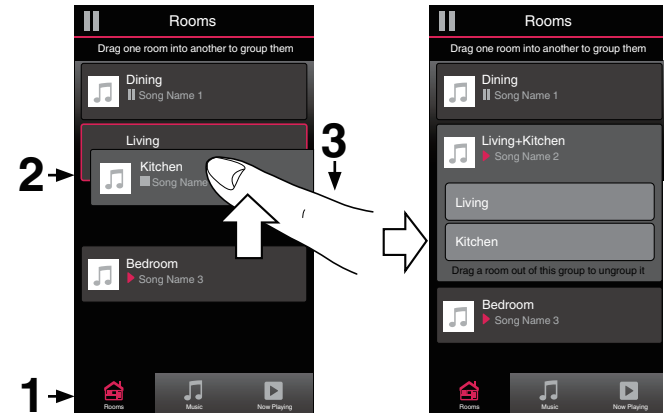 Rooms
Drag one room into another to group them
Dining
Song Name 1
Living
Kitchen
Song Name
Bedroom
Song Name 3
Rooms
Music
Now Playing
1
2
3
Rooms
Drag one room into another to group them
Dining
Song Name 1
Living+Kitchen
Song Name 2
Living
Kitchen
Drag a room out of this group to ungroup it
Bedroom
Song Name 3
Rooms
Music
Now Playing